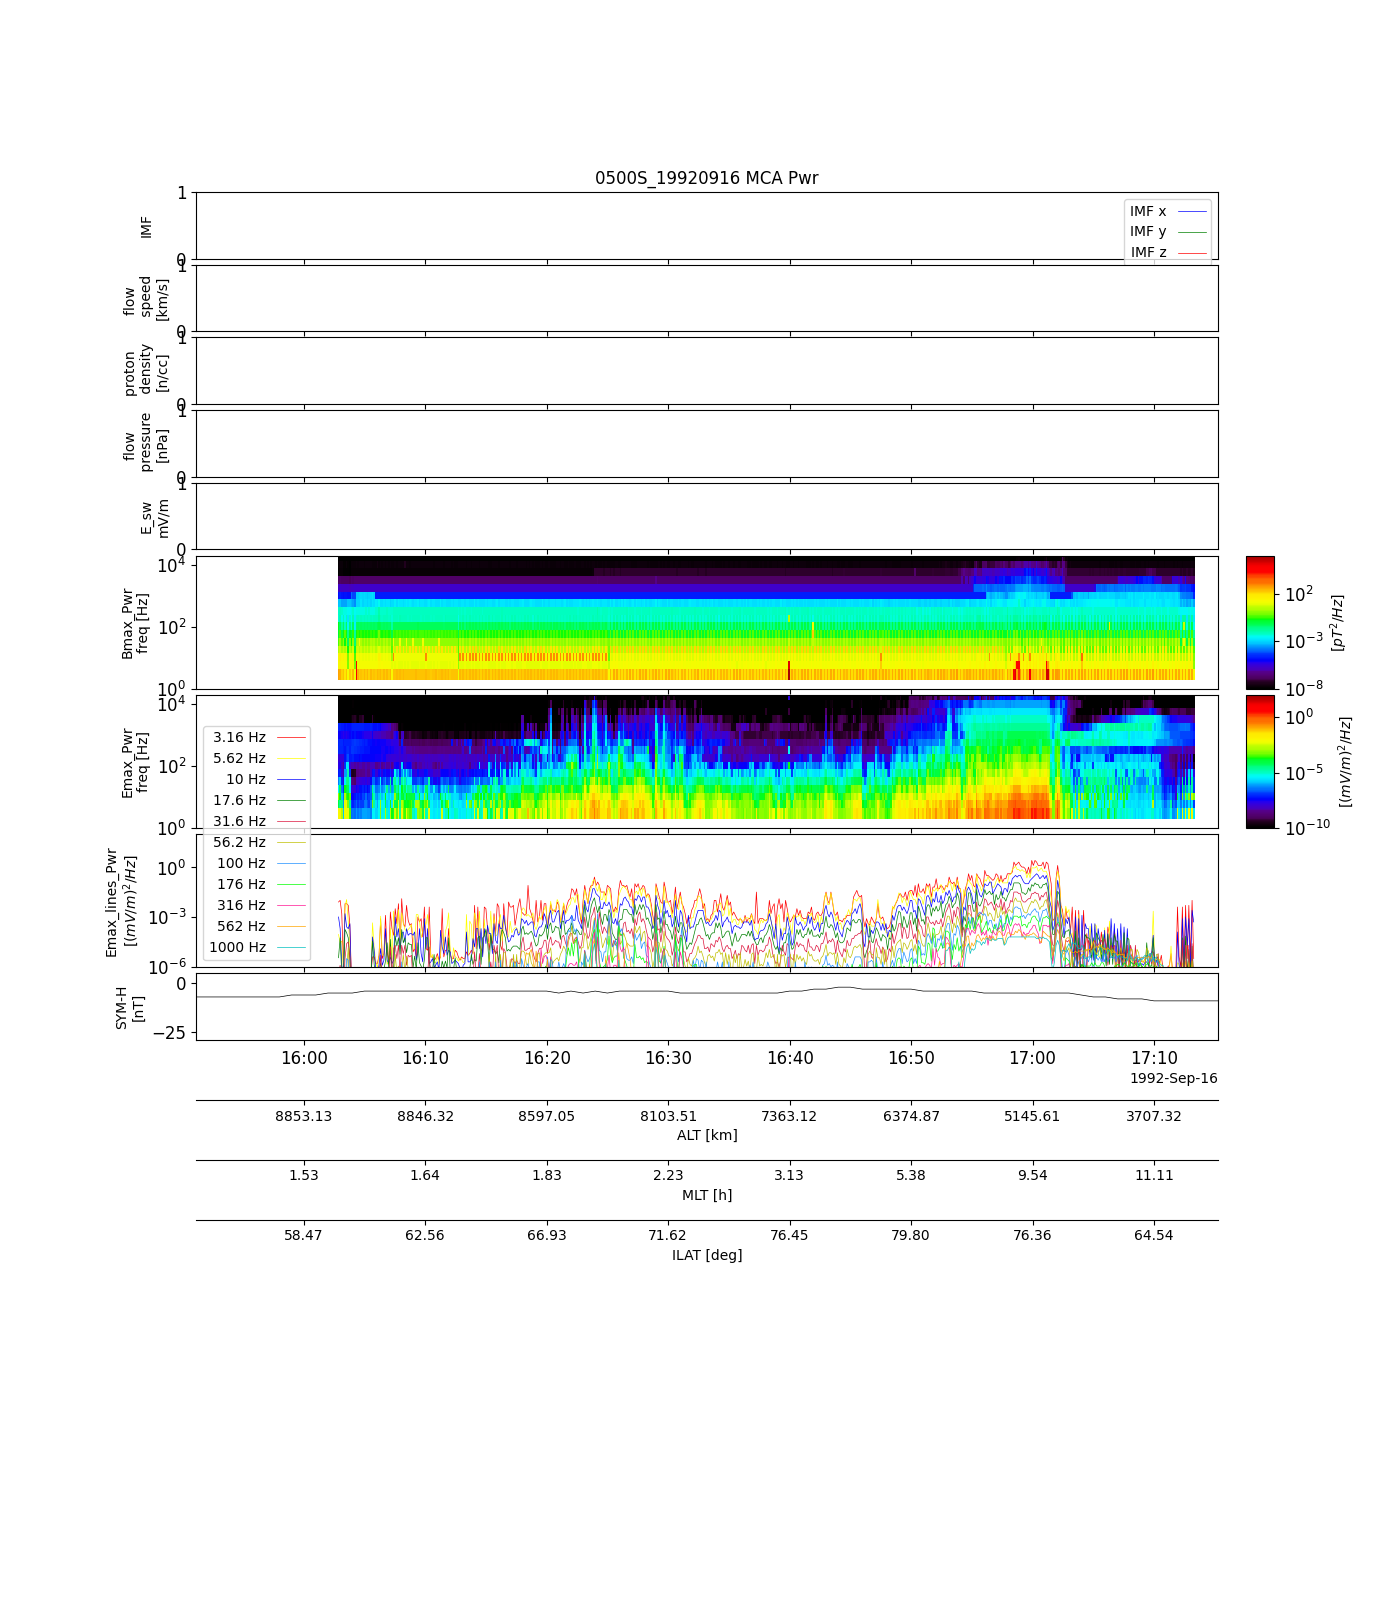 0500S_19920916 MCA Pwr
1
IMF
0
IMF x
IMF y
IMF z
1
flow
speed
[km/s]
0
1
proton
density
[n/cc]
0
1
flow
pressure
[nPa]
0
1
E_sw
mV/m
0
10^4
10^2
10^0
Bmax_Pwr
freq [Hz]
10^2
10^-3
10^-8
[pT^2/Hz]
10^4
10^2
10^0
Emax_Pwr
freq [Hz]
10^0
10^-5
10^-10
[(mV/m)^2/Hz]
3.16 Hz
5.62 Hz
10 Hz
17.6 Hz
31.6 Hz
56.2 Hz
100 Hz
176 Hz
316 Hz
562 Hz
1000 Hz
10^0
10^-3
10^-6
Emax_lines_Pwr
[(mV/m)^2/Hz]
0
−25
SYM-H
[nT]
16:00 16:10 16:20 16:30 16:40 16:50 17:00 17:10
1992-Sep-16
8853.13 8846.32 8597.05 8103.51 7363.12 6374.87 5145.61 3707.32
ALT [km]
1.53 1.64 1.83 2.23 3.13 5.38 9.54 11.11
MLT [h]
58.47 62.56 66.93 71.62 76.45 79.80 76.36 64.54
ILAT [deg]